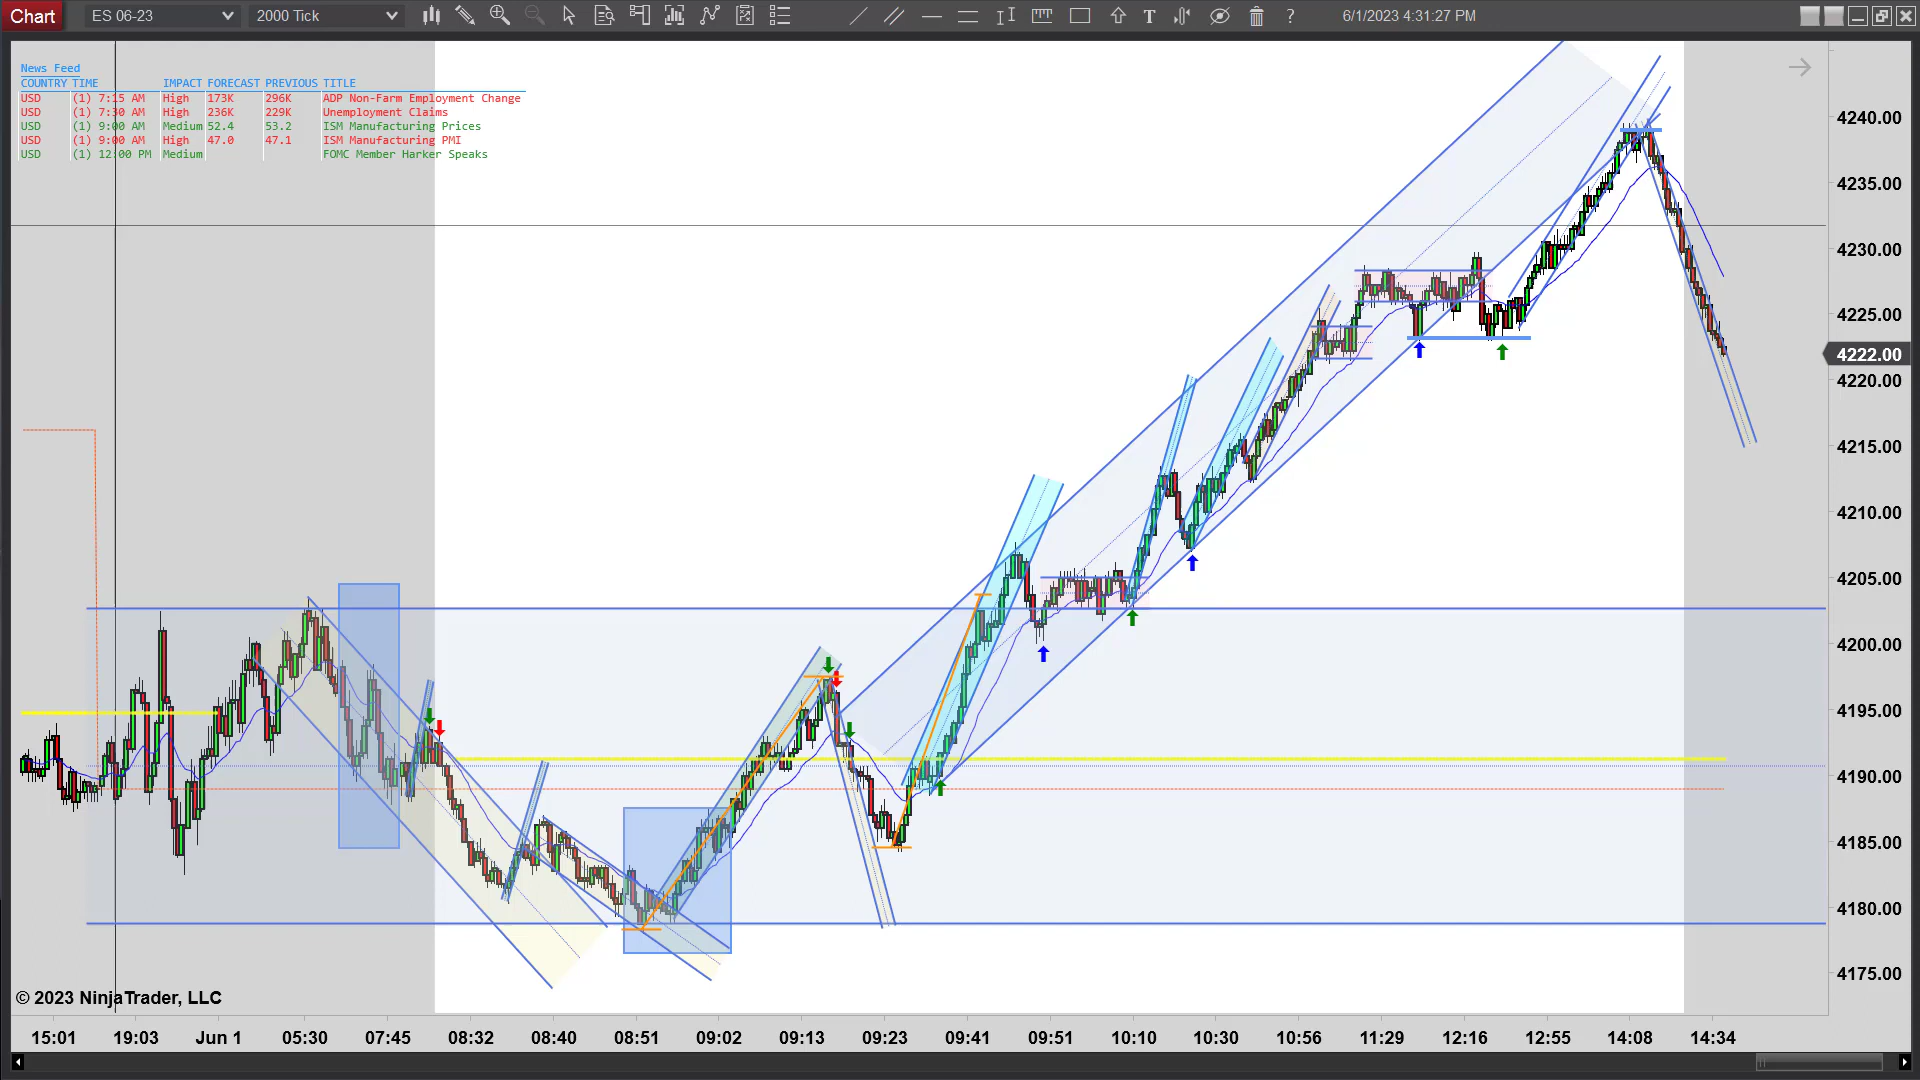 Chart ES 06-23 2000 Tick T ? 6/1/2023 4:31:27 PM
News Feed
COUNTRY TIME IMPACT FORECAST PREVIOUS TITLE
USD (1) 7:15 AM High 173K 296K ADP Non-Farm Employment Change
USD (1) 7:30 AM High 236K 229K Unemployment Claims
USD (1) 9:00 AM Medium 52.4 53.2 ISM Manufacturing Prices
USD (1) 9:00 AM High 47.0 47.1 ISM Manufacturing PMI
USD (1) 12:00 PM Medium FOMC Member Harker Speaks
4240.00
4235.00
4230.00
4225.00
4222.00
4220.00
4215.00
4210.00
4205.00
4200.00
4195.00
4190.00
4185.00
4180.00
4175.00
© 2023 NinjaTrader, LLC
15:01 19:03 Jun 1 05:30 07:45 08:32 08:40 08:51 09:02 09:13 09:23 09:41 09:51 10:10 10:30 10:56 11:29 12:16 12:55 14:08 14:34